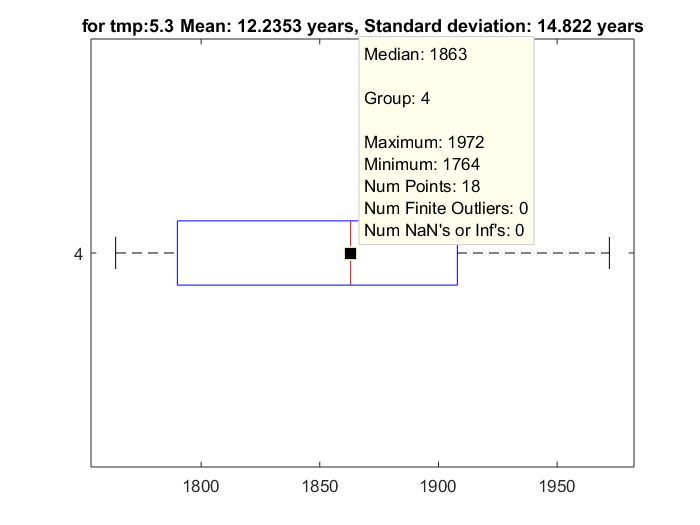 for tmp:5.3 Mean: 12.2353 years, Standard deviation: 14.822 years
Median: 1863
Group: 4
Maximum: 1972
Minimum: 1764
Num Points: 18
Num Finite Outliers: 0
Num NaN's or Inf's: 0
4
1800 1850 1900 1950